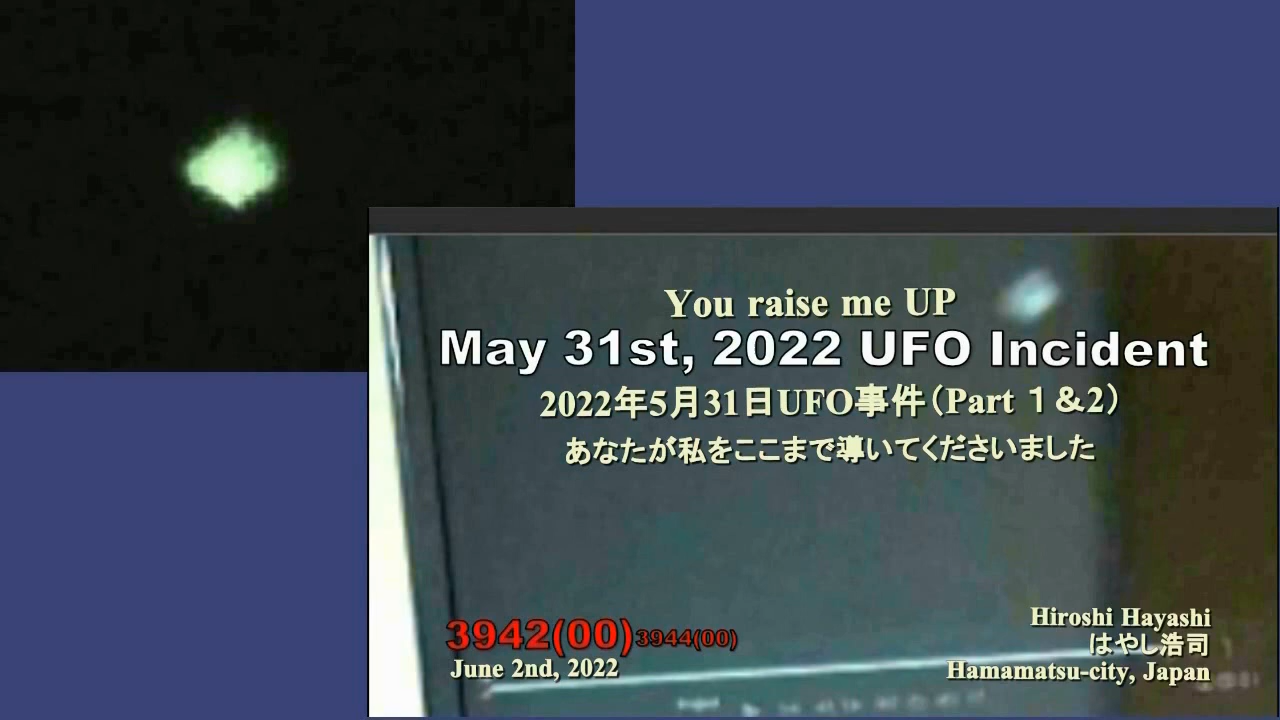 You raise me UP
May 31st, 2022 UFO Incident
2022年5月31日UFO事件（Part １&2）
あなたが私をここまで導いてくださいました
3942(00)3944(00)
June 2nd, 2022
Hiroshi Hayashi
はやし浩司
Hamamatsu-city, Japan